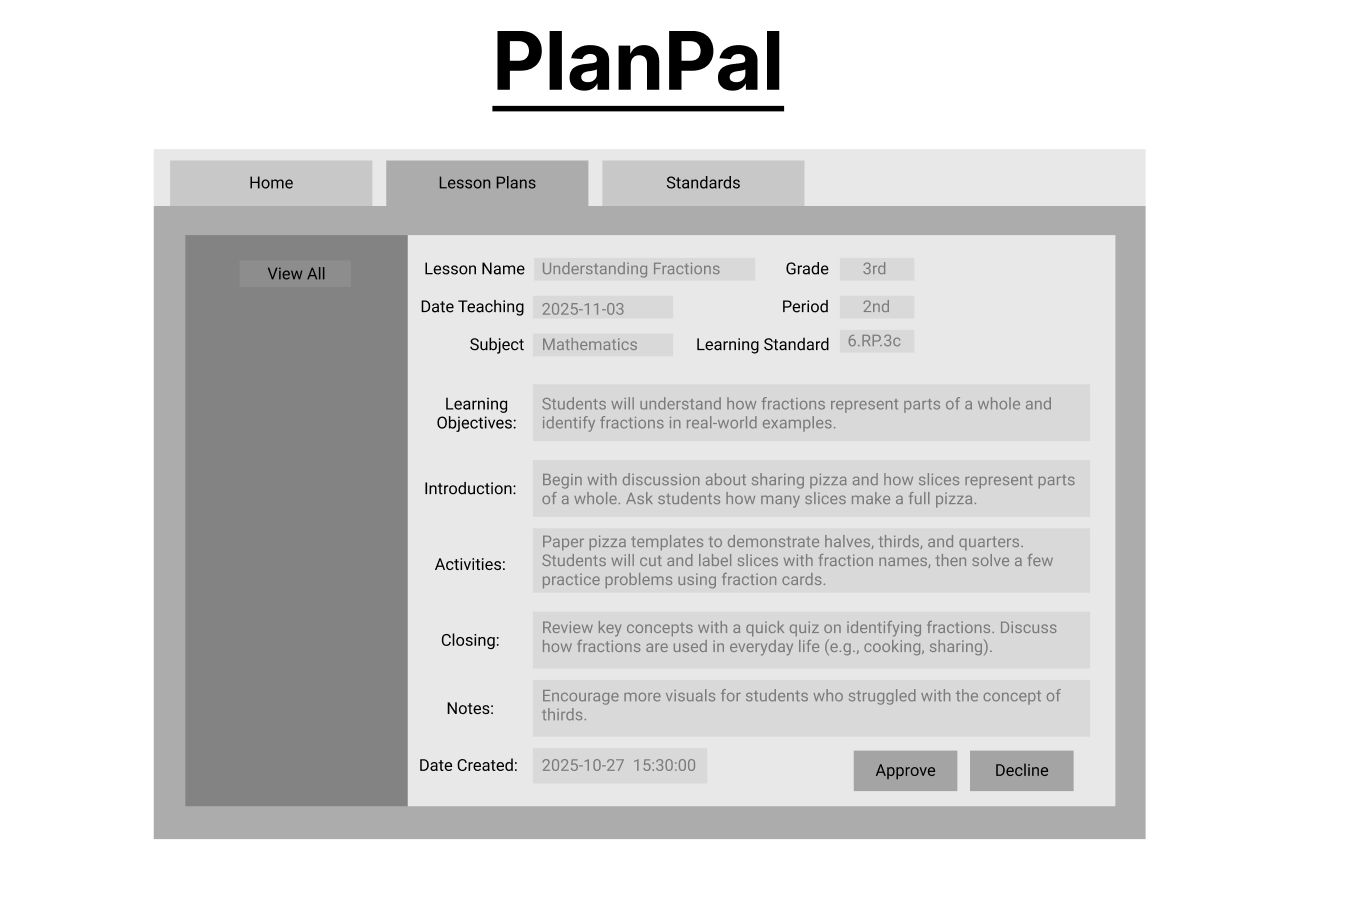 PlanPal
Home
Lesson Plans
Standards
View All
Lesson Name
Understanding Fractions
Grade
3rd
Date Teaching
2025-11-03
Period
2nd
Subject
Mathematics
Learning Standard
6.RP.3c
Learning
Objectives:
Students will understand how fractions represent parts of a whole and
identify fractions in real-world examples.
Introduction:
Begin with discussion about sharing pizza and how slices represent parts
of a whole. Ask students how many slices make a full pizza.
Activities:
Paper pizza templates to demonstrate halves, thirds, and quarters.
Students will cut and label slices with fraction names, then solve a few
practice problems using fraction cards.
Closing:
Review key concepts with a quick quiz on identifying fractions. Discuss
how fractions are used in everyday life (e.g., cooking, sharing).
Notes:
Encourage more visuals for students who struggled with the concept of
thirds.
Date Created:
2025-10-27 15:30:00
Approve
Decline